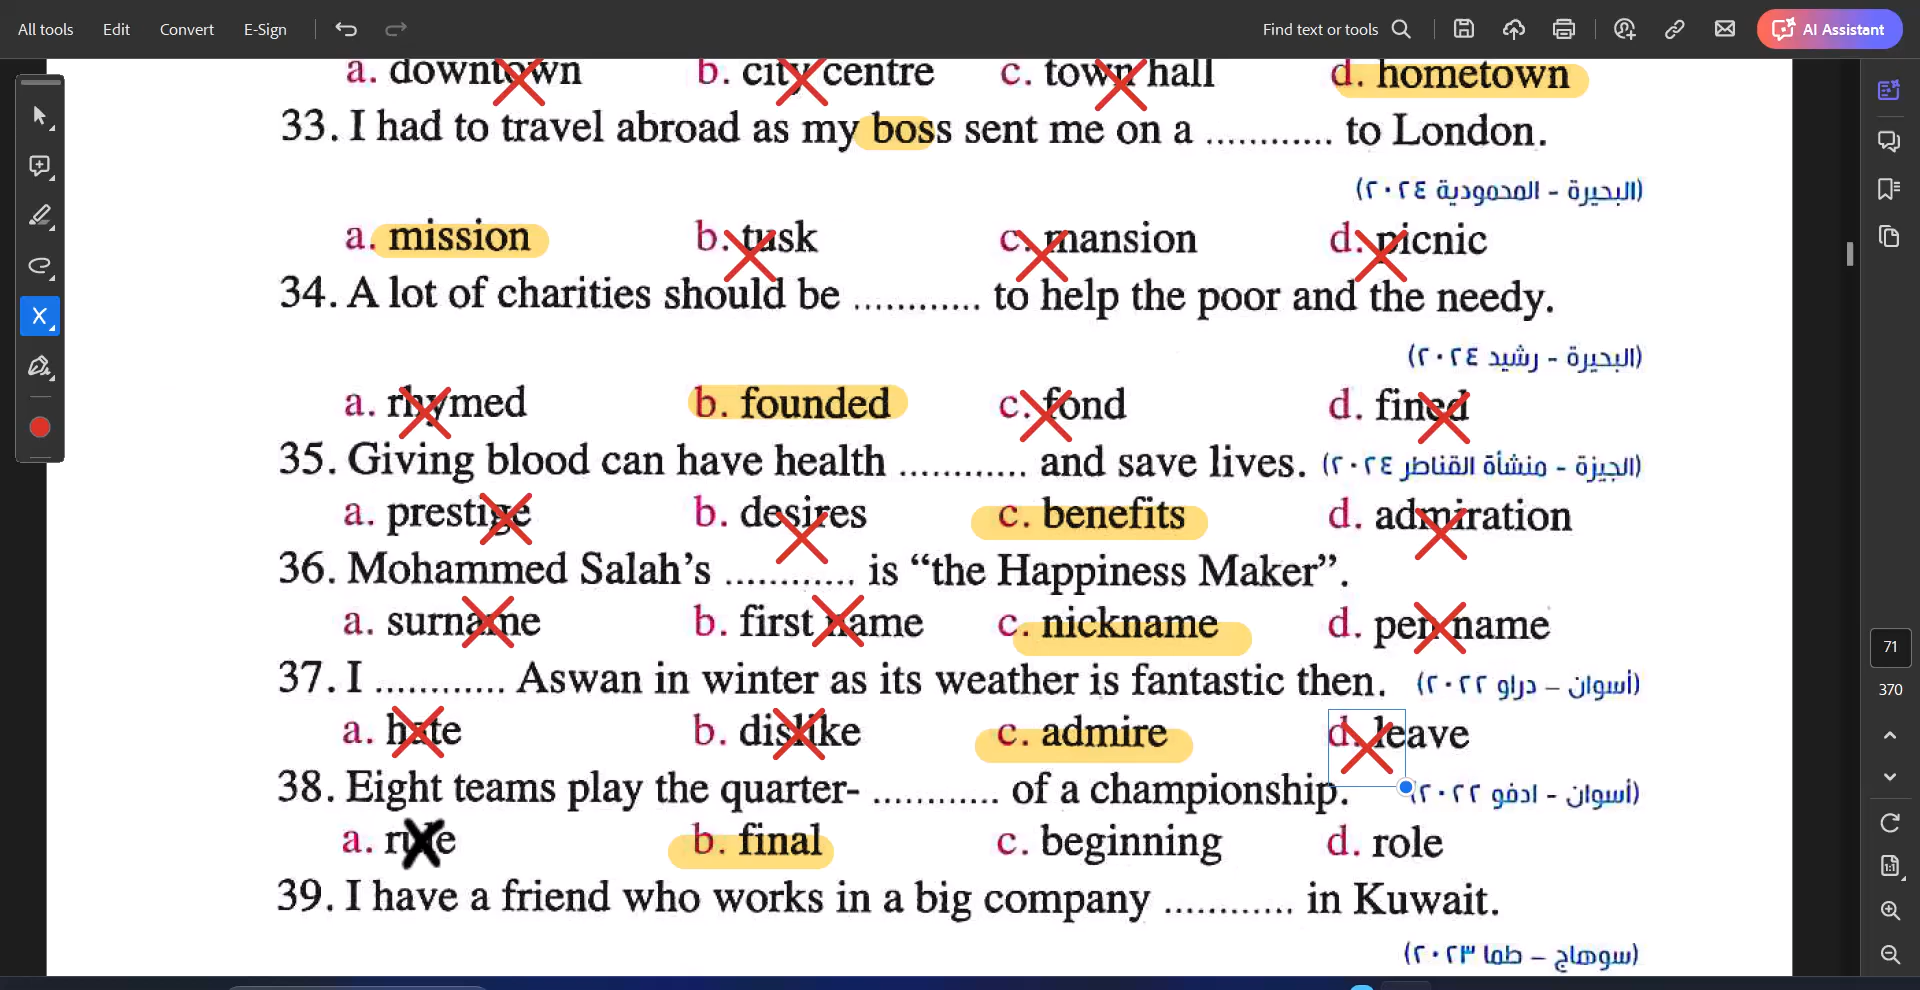 All tools Edit Convert E-Sign Find text or tools AI Assistant
a. downtown b. city centre c. town hall d. hometown
33. I had to travel abroad as my boss sent me on a ............ to London.
(البحيرة - المحمودية ٢٠٢٤)
a. mission b. tusk c. mansion d. picnic
34. A lot of charities should be ............ to help the poor and the needy.
(البحيرة - رشيد ٢٠٢٤)
a. rhymed b. founded c. fond d. fined
35. Giving blood can have health ............ and save lives. (الجيزة - منشأة القناطر ٢٠٢٤)
a. prestige b. desires c. benefits d. admiration
36. Mohammed Salah’s ............ is “the Happiness Maker”.
a. surname b. first name c. nickname d. pen name
37. I ............ Aswan in winter as its weather is fantastic then. (أسوان – دراو ٢٠٢٢)
a. hate b. dislike c. admire d. leave
38. Eight teams play the quarter- ............ of a championship. (أسوان - ادفو ٢٠٢٢)
a. rule b. final c. beginning d. role
39. I have a friend who works in a big company ............ in Kuwait.
(سوهاج – طما ٢٠٢٣)
71
370